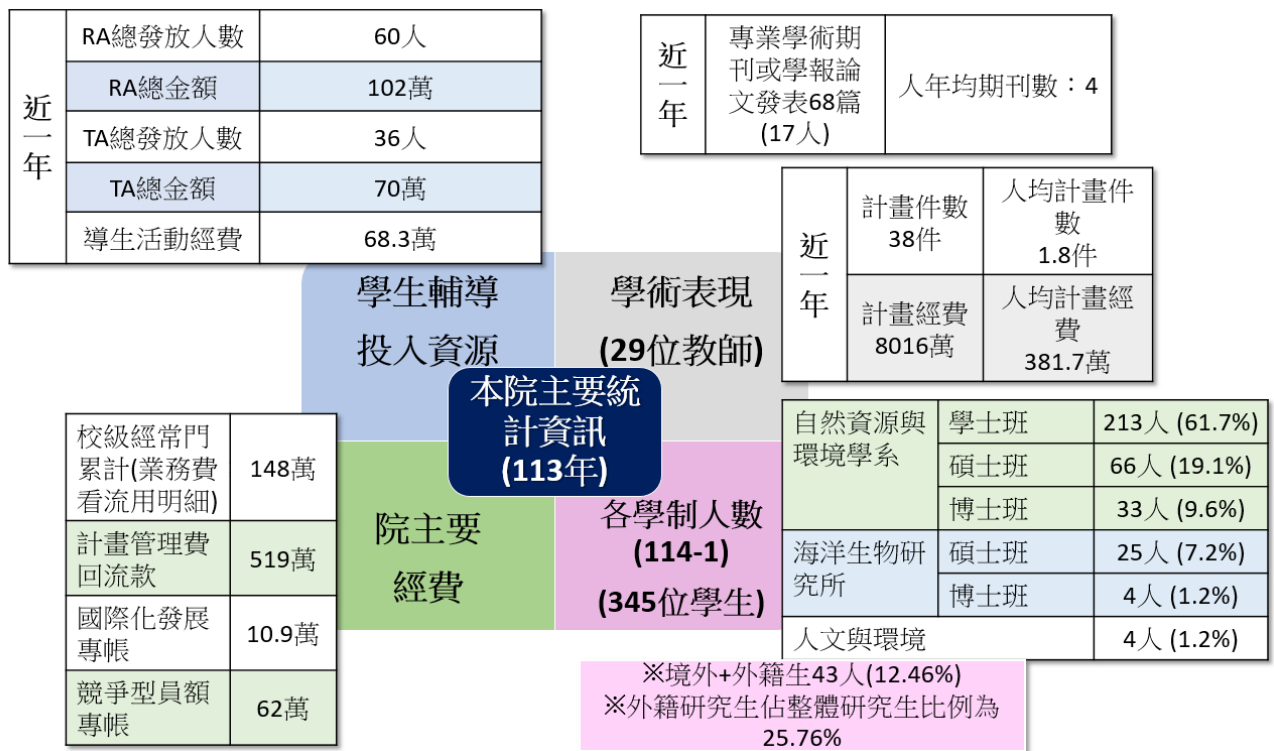 近一年
RA總發放人數
60人
RA總金額
102萬
TA總發放人數
36人
TA總金額
70萬
導生活動經費
68.3萬
近一年
專業學術期
刊或學報論
文發表68篇
(17人)
人年均期刊數：4
近一年
計畫件數
38件
人均計畫件
數
1.8件
計畫經費
8016萬
人均計畫經
費
381.7萬
學生輔導
投入資源
學術表現
(29位教師)
本院主要統
計資訊
(113年)
院主要
經費
各學制人數
(114-1)
(345位學生)
校級經常門
累計(業務費
看流用明細)
148萬
計畫管理費
回流款
519萬
國際化發展
專帳
10.9萬
競爭型員額
專帳
62萬
自然資源與
環境學系
學士班
213人 (61.7%)
碩士班
66人 (19.1%)
博士班
33人 (9.6%)
海洋生物研
究所
碩士班
25人 (7.2%)
博士班
4人 (1.2%)
人文與環境
4人 (1.2%)
※境外+外籍生43人(12.46%)
※外籍研究生佔整體研究生比例為
25.76%